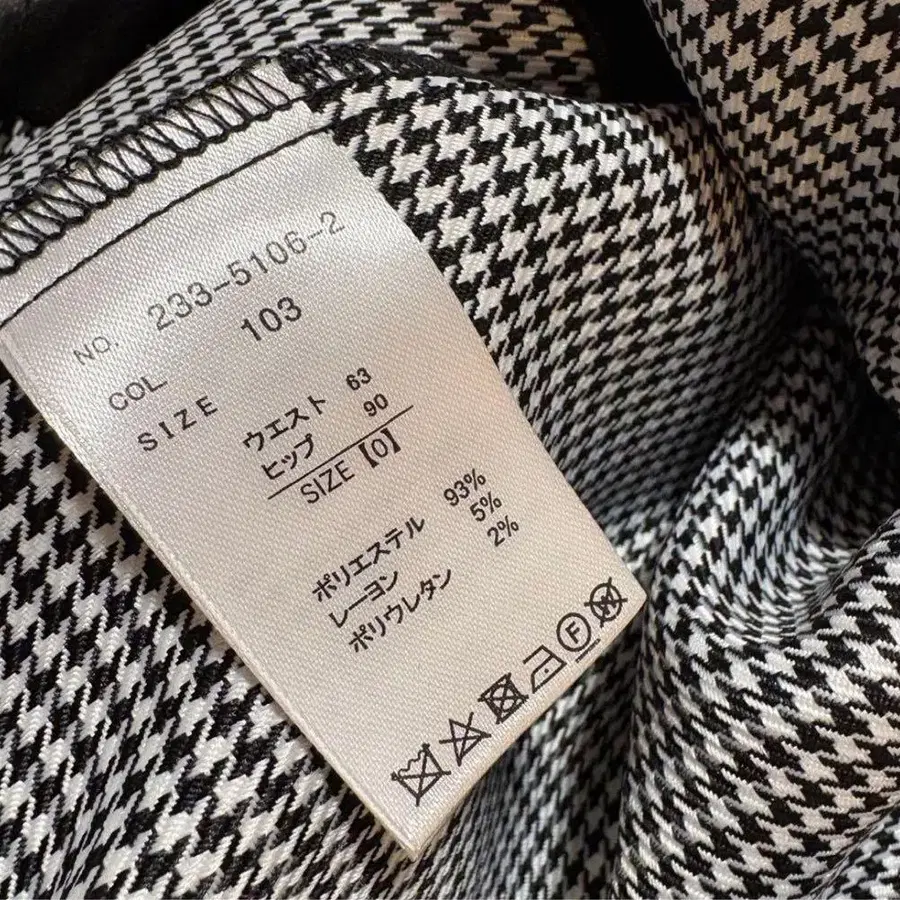 NO. 233-5106-2
COL 103
SIZE
ウエスト 63
ヒップ 90
SIZE【0】
ポリエステル 93%
レーヨン 5%
ポリウレタン 2%
F W